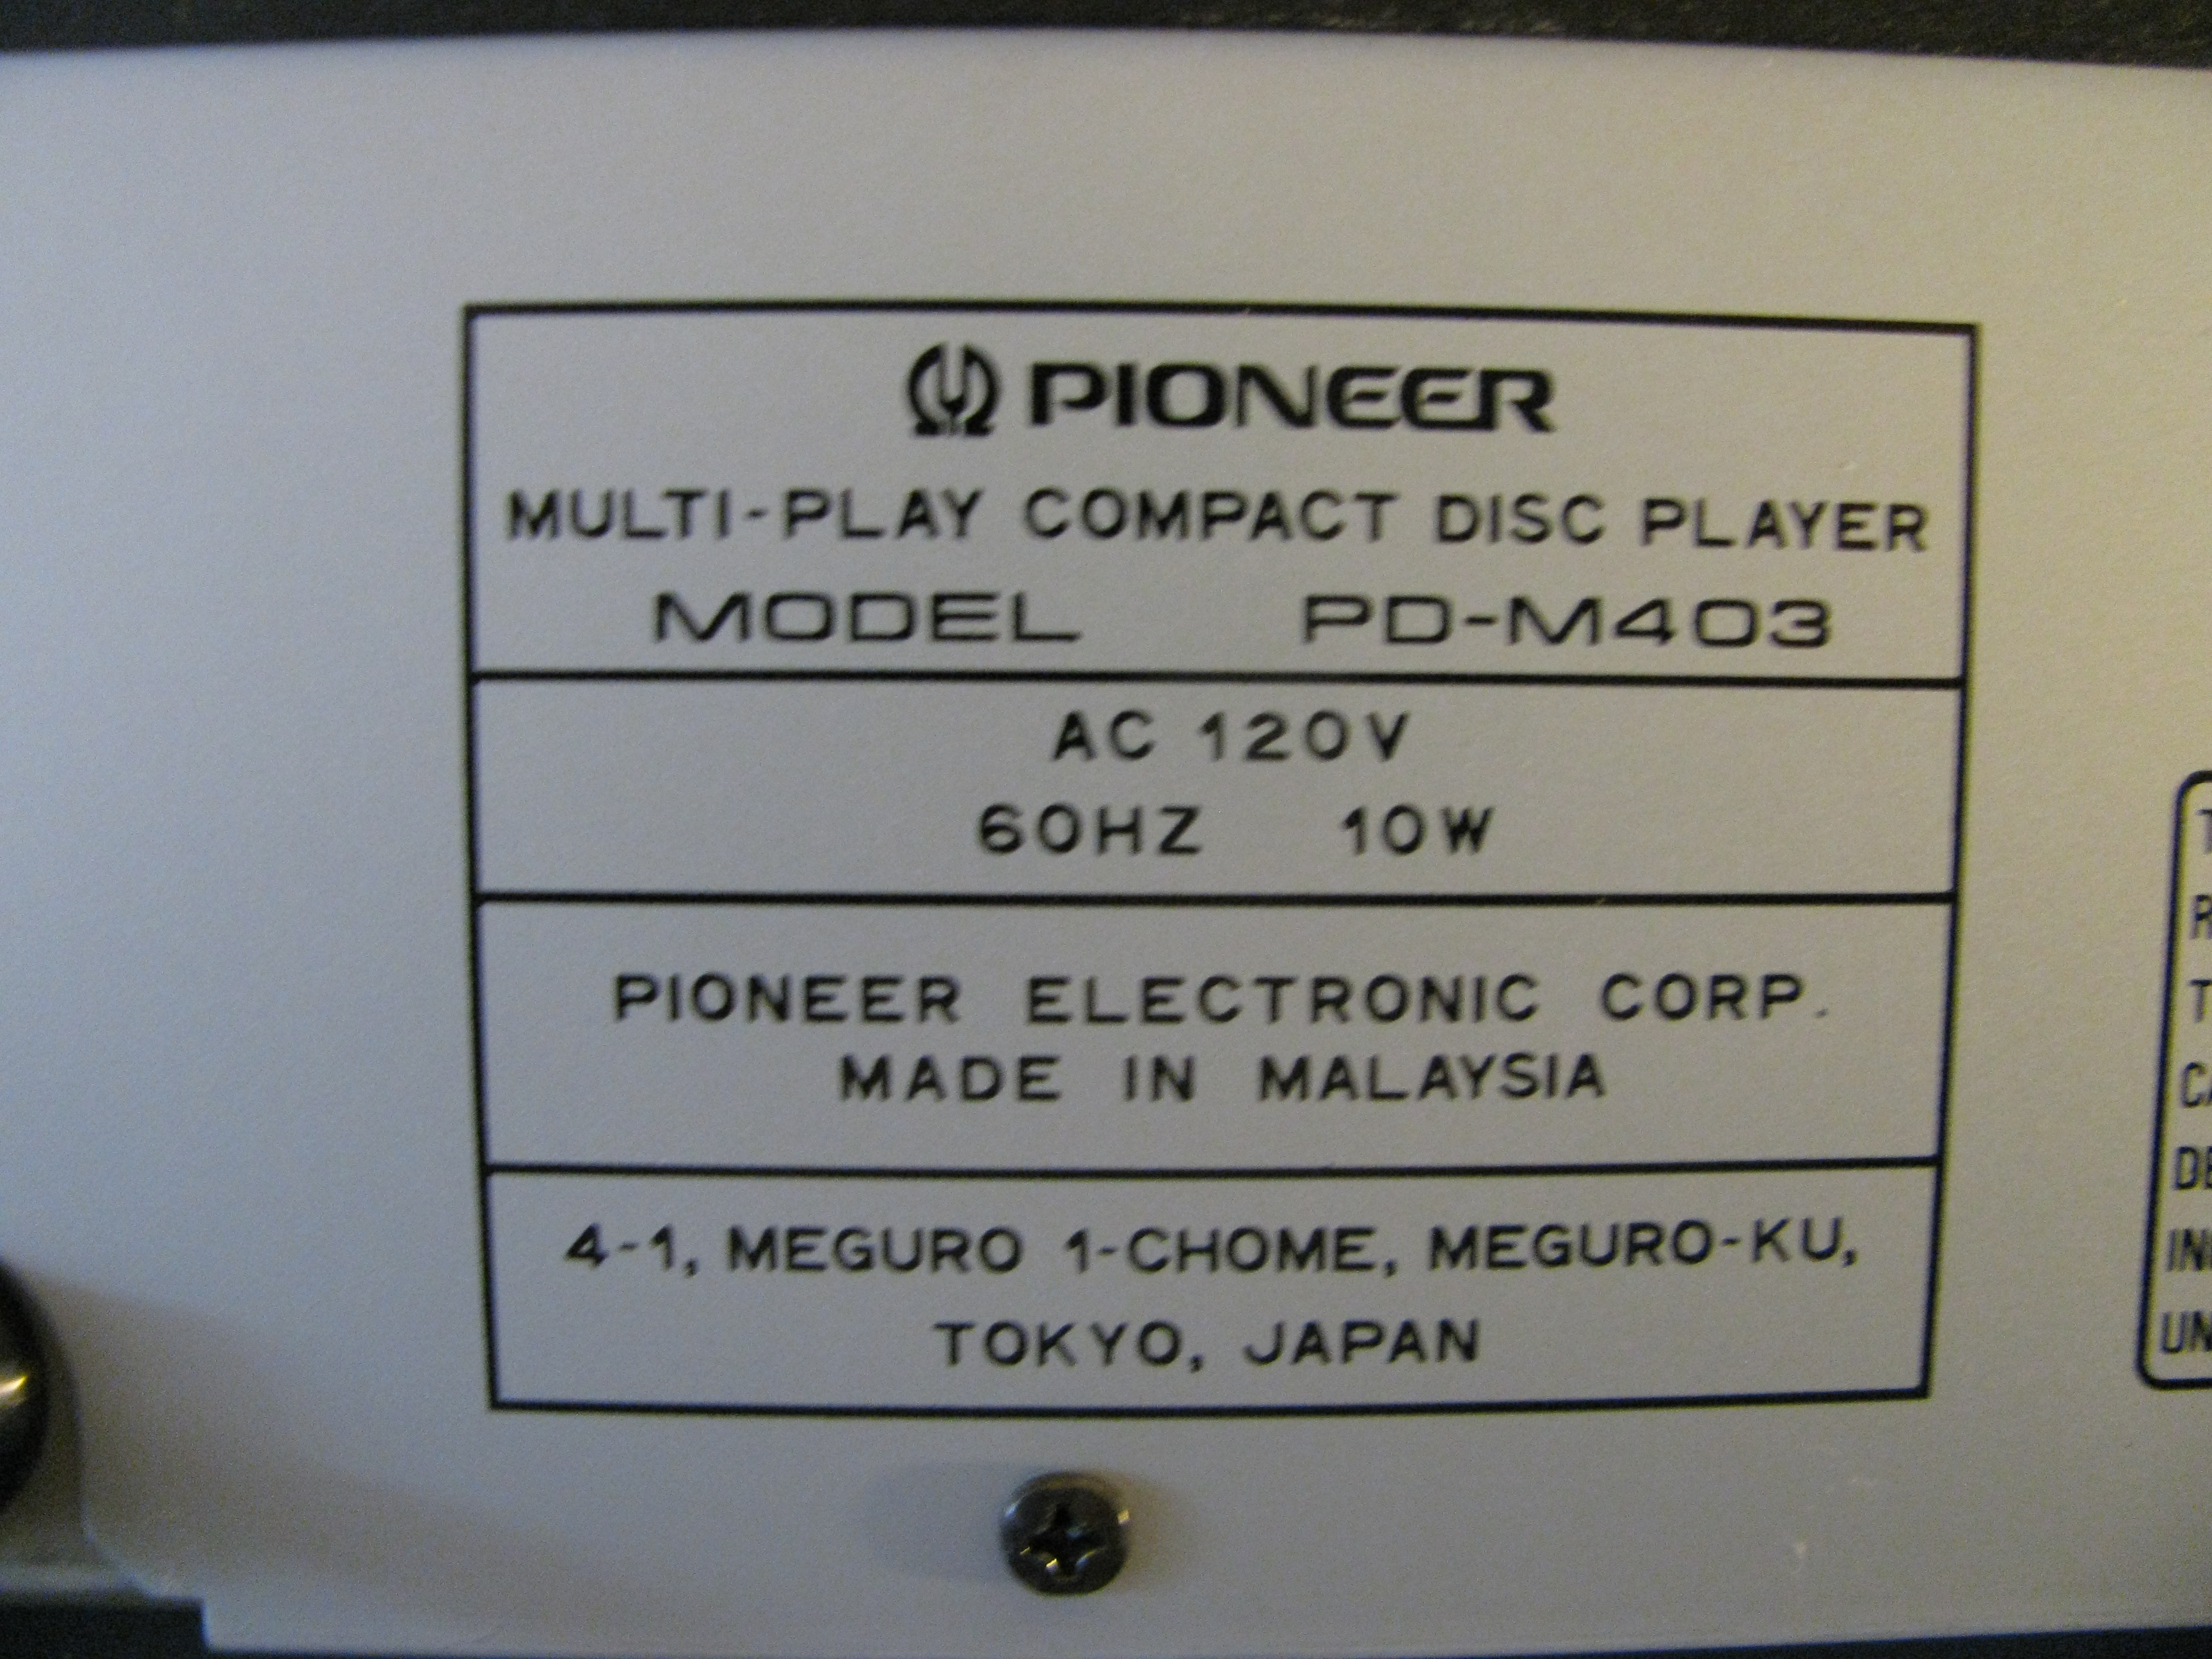 PIONEER
MULTI-PLAY COMPACT DISC PLAYER
MODEL PD-M403
AC 120V
60HZ 10W
PIONEER ELECTRONIC CORP.
MADE IN MALAYSIA
4-1, MEGURO 1-CHOME, MEGURO-KU,
TOKYO, JAPAN